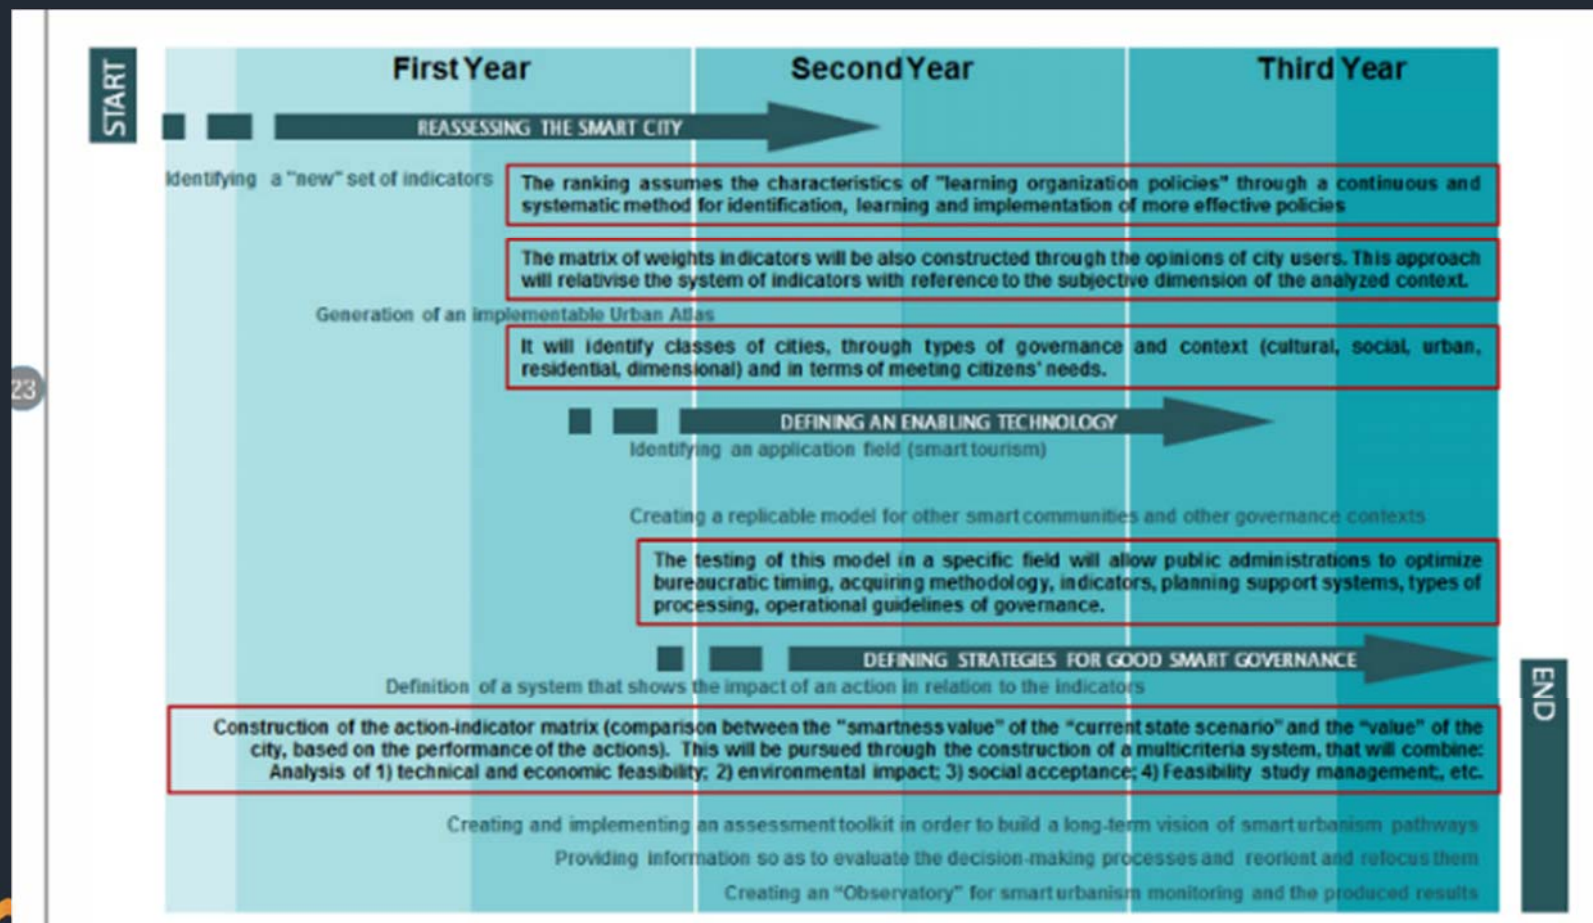 START
First Year
Second Year
Third Year
REASSESSING THE SMART CITY
Identifying a "new" set of indicators
The ranking assumes the characteristics of "learning organization policies" through a continuous and
systematic method for identification, learning and implementation of more effective policies
The matrix of weights indicators will be also constructed through the opinions of city users. This approach
will relativise the system of indicators with reference to the subjective dimension of the analyzed context.
Generation of an implementable Urban Atlas
It will identify classes of cities, through types of governance and context (cultural, social, urban,
residential, dimensional) and in terms of meeting citizens' needs.
23
DEFINING AN ENABLING TECHNOLOGY
Identifying an application field (smart tourism)
Creating a replicable model for other smart communities and other governance contexts
The testing of this model in a specific field will allow public administrations to optimize
bureaucratic timing, acquiring methodology, indicators, planning support systems, types of
processing, operational guidelines of governance.
DEFINING STRATEGIES FOR GOOD SMART GOVERNANCE
Definition of a system that shows the impact of an action in relation to the indicators
END
Construction of the action-indicator matrix (comparison between the "smartness value" of the "current state scenario" and the "value" of the
city, based on the performance of the actions). This will be pursued through the construction of a multicriteria system, that will combine:
Analysis of 1) technical and economic feasibility; 2) environmental impact; 3) social acceptance; 4) Feasibility study management;, etc.
Creating and implementing an assessment toolkit in order to build a long-term vision of smart urbanism pathways
Providing information so as to evaluate the decision-making processes and reorient and refocus them
Creating an "Observatory" for smart urbanism monitoring and the produced results